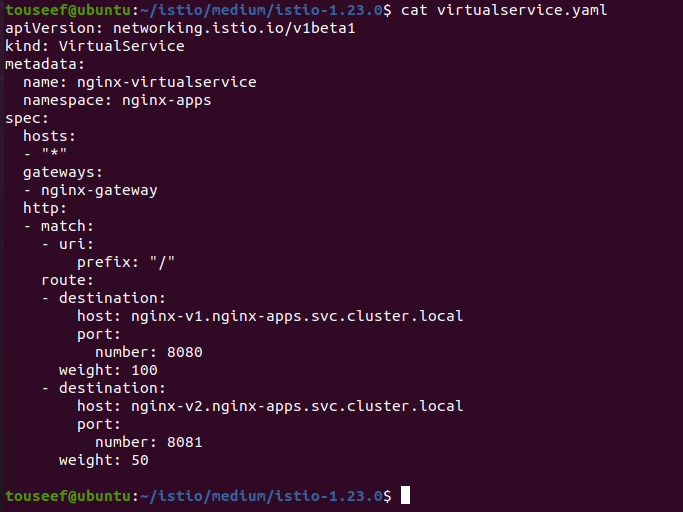 touseef@ubuntu:~/istio/medium/istio-1.23.0$ cat virtualservice.yaml
apiVersion: networking.istio.io/v1beta1
kind: VirtualService
metadata:
  name: nginx-virtualservice
  namespace: nginx-apps
spec:
  hosts:
  - "*"
  gateways:
  - nginx-gateway
  http:
  - match:
    - uri:
        prefix: "/"
    route:
    - destination:
        host: nginx-v1.nginx-apps.svc.cluster.local
        port:
          number: 8080
      weight: 100
    - destination:
        host: nginx-v2.nginx-apps.svc.cluster.local
        port:
          number: 8081
      weight: 50
touseef@ubuntu:~/istio/medium/istio-1.23.0$